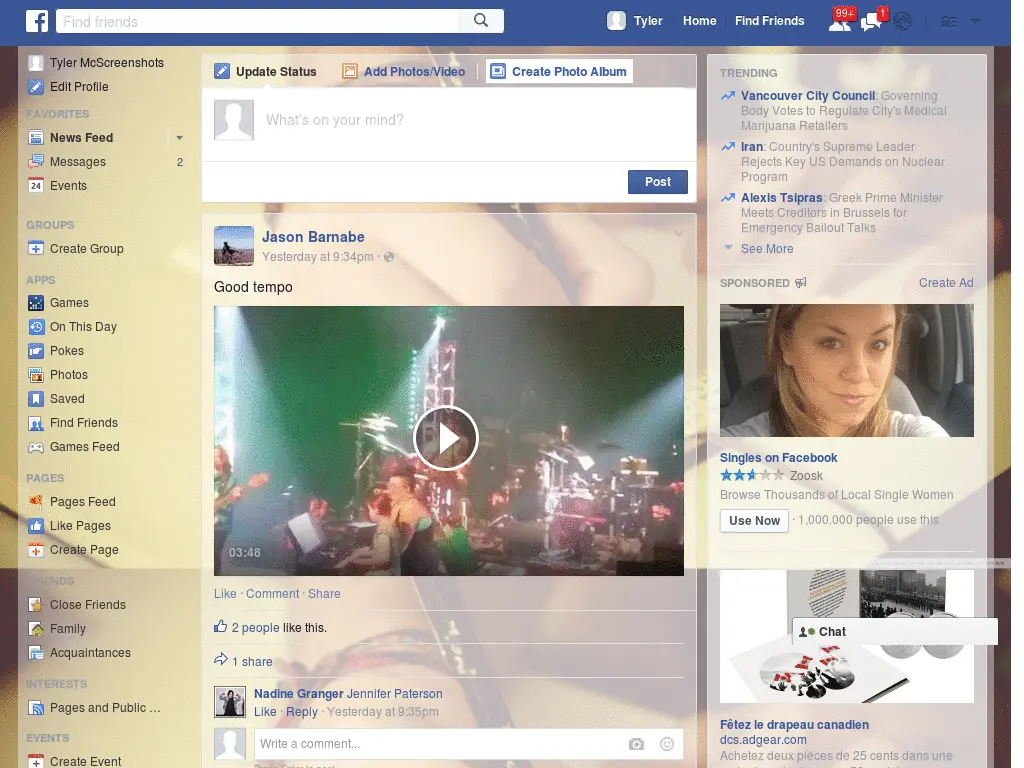 f
Find friends
Tyler
Home
Find Friends
99+
1
Tyler McScreenshots
Edit Profile
FAVORITES
News Feed
Messages
2
24
Events
GROUPS
Create Group
APPS
Games
On This Day
Pokes
Photos
Saved
Find Friends
Games Feed
PAGES
Pages Feed
Like Pages
Create Page
FRIENDS
Close Friends
Family
Acquaintances
INTERESTS
Pages and Public ...
EVENTS
Create Event
Update Status
Add Photos/Video
Create Photo Album
What's on your mind?
Post
Jason Barnabe
Yesterday at 9:34pm ·
Good tempo
03:48
Like · Comment · Share
2 people like this.
1 share
Nadine Granger Jennifer Paterson
Like · Reply · Yesterday at 9:35pm
Write a comment...
TRENDING
Vancouver City Council: Governing
Body Votes to Regulate City's Medical
Marijuana Retailers
Iran: Country's Supreme Leader
Rejects Key US Demands on Nuclear
Program
Alexis Tsipras: Greek Prime Minister
Meets Creditors in Brussels for
Emergency Bailout Talks
See More
SPONSORED
Create Ad
Singles on Facebook
Zoosk
Browse Thousands of Local Single Women
Use Now · 1,000,000 people use this
Chat
Fêtez le drapeau canadien
dcs.adgear.com
Achetez deux pièces de 25 cents dans une